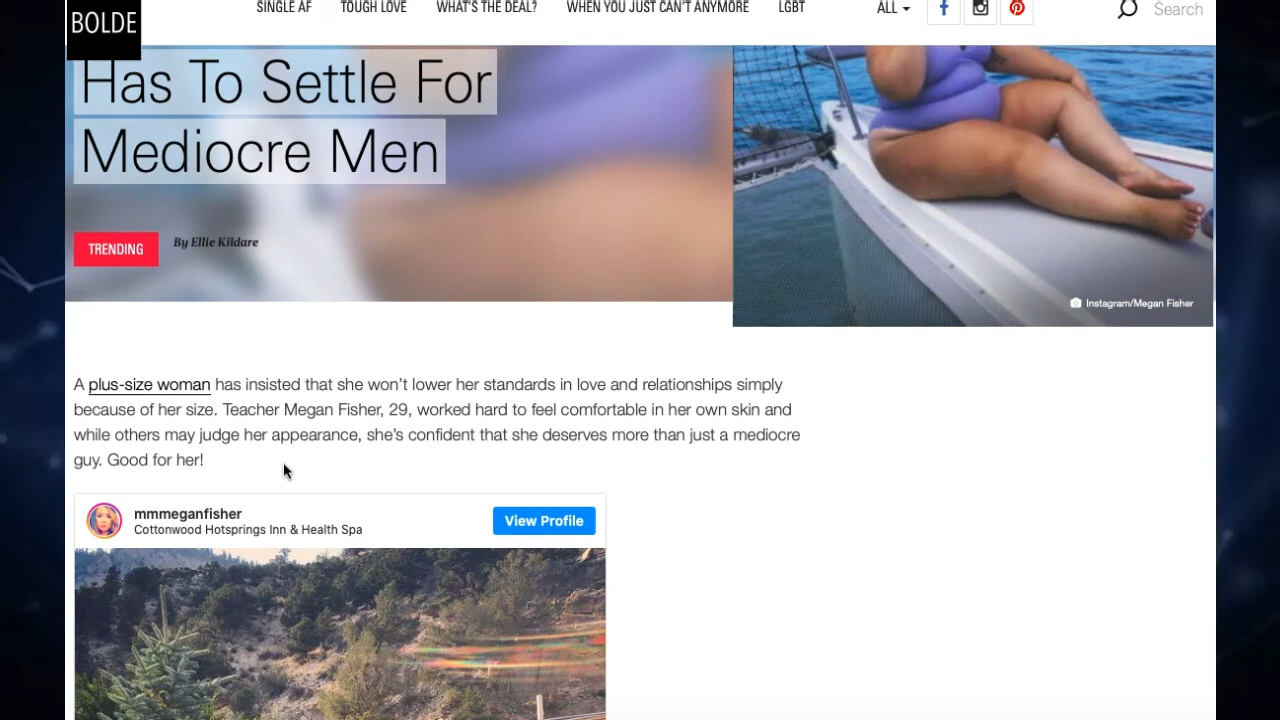 BOLDE
SINGLE AF
TOUGH LOVE
WHAT'S THE DEAL?
WHEN YOU JUST CAN'T ANYMORE
LGBT
ALL
Search
Has To Settle For
Mediocre Men
TRENDING
By Ellie Kildare
Instagram/Megan Fisher
A plus-size woman has insisted that she won't lower her standards in love and relationships simply
because of her size. Teacher Megan Fisher, 29, worked hard to feel comfortable in her own skin and
while others may judge her appearance, she's confident that she deserves more than just a mediocre
guy. Good for her!
mmmeganfisher
Cottonwood Hotsprings Inn & Health Spa
View Profile